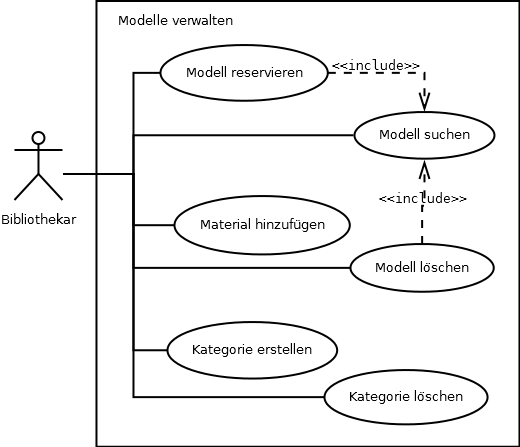 Modelle verwalten
<<include>>
Modell reservieren
Modell suchen
<<include>>
Bibliothekar
Material hinzufügen
Modell löschen
Kategorie erstellen
Kategorie löschen